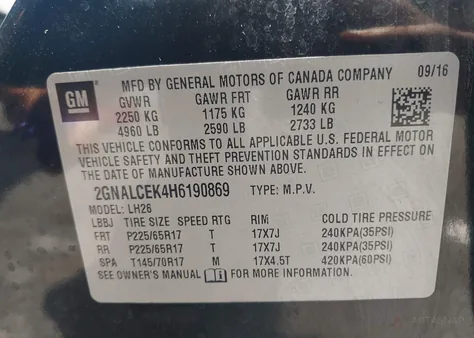 GM
MFD BY GENERAL MOTORS OF CANADA COMPANY 09/16
GVWR GAWR FRT GAWR RR
2250 KG 1175 KG 1240 KG
4960 LB 2590 LB 2733 LB
THIS VEHICLE CONFORMS TO ALL APPLICABLE U.S. FEDERAL MOTOR
VEHICLE SAFETY AND THEFT PREVENTION STANDARDS IN EFFECT ON
THE DATE OF MANUFACTURE SHOWN ABOVE.
2GNALCEK4H6190869 TYPE: M.P.V.
MODEL: LH26
LBBJ TIRE SIZE SPEED RTG RIM COLD TIRE PRESSURE
FRT P225/65R17 T 17X7J 240KPA(35PSI)
RR P225/65R17 T 17X7J 240KPA(35PSI)
SPA T145/70R17 M 17X4.5T 420KPA(60PSI)
SEE OWNER'S MANUAL FOR MORE INFORMATION.